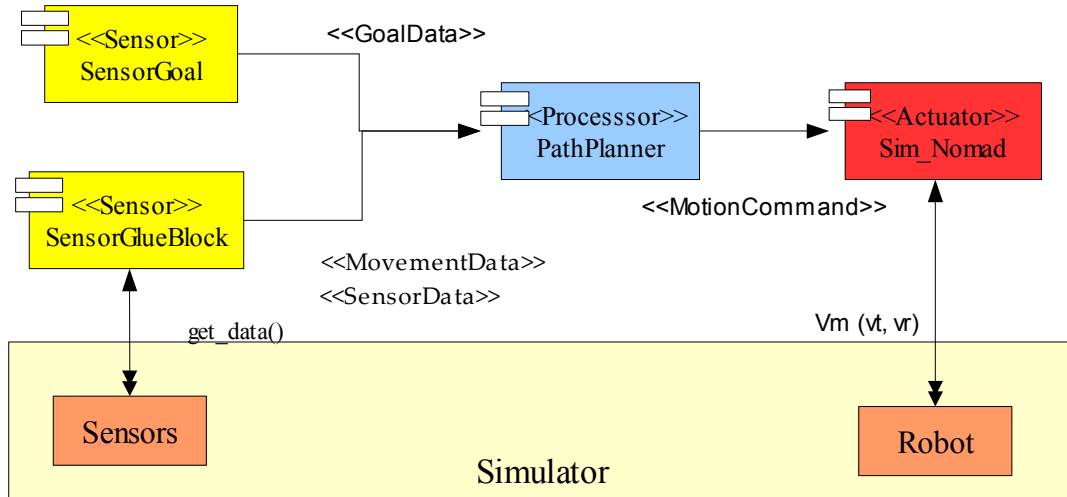 <<Sensor>>
SensorGoal
<<GoalData>>
<<Processsor>>
PathPlanner
<<Actuator>>
Sim_Nomad
<<Sensor>>
SensorGlueBlock
<<MotionCommand>>
<<MovementData>>
<<SensorData>>
get_data()
Vm (vt, vr)
Sensors
Robot
Simulator